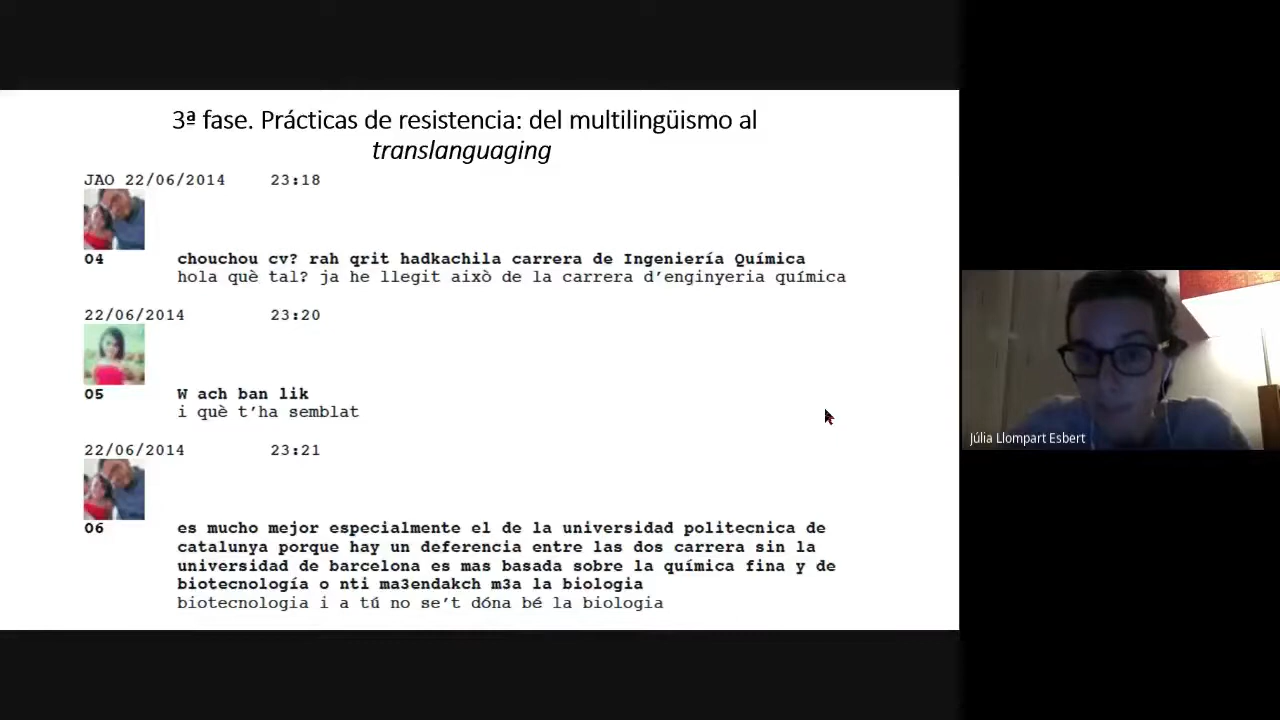 3ª fase. Prácticas de resistencia: del multilingüismo al
translanguaging
JAO 22/06/2014 23:18
04 chouchou cv? rah qrit hadkachila carrera de Ingeniería Química
hola què tal? ja he llegit això de la carrera d'enginyeria química
22/06/2014 23:20
05 W ach ban lik
i què t'ha semblat
22/06/2014 23:21
06 es mucho mejor especialmente el de la universidad politecnica de
catalunya porque hay un deferencia entre las dos carrera sin la
universidad de barcelona es mas basada sobre la química fina y de
biotecnología o nti ma3endakch m3a la biologia
biotecnologia i a tú no se't dóna bé la biologia
Júlia Llompart Esbert